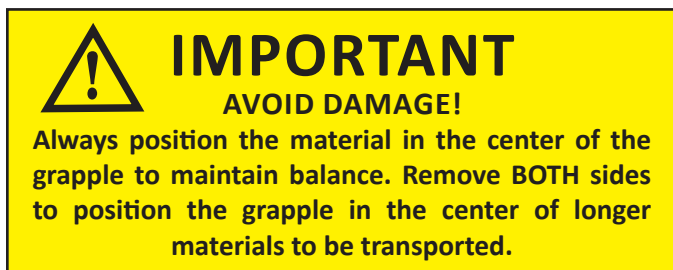 IMPORTANT
AVOID DAMAGE!
Always position the material in the center of the
grapple to maintain balance. Remove BOTH sides
to position the grapple in the center of longer
materials to be transported.